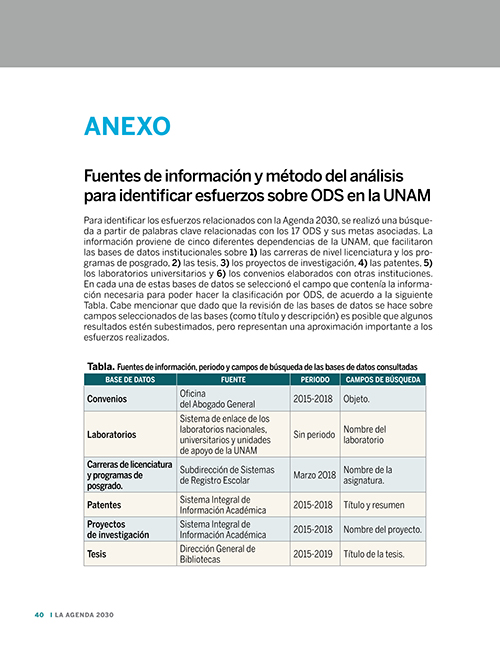 ANEXO
Fuentes de información y método del análisis
para identificar esfuerzos sobre ODS en la UNAM
Para identificar los esfuerzos relacionados con la Agenda 2030, se realizó una búsque-
da a partir de palabras clave relacionadas con los 17 ODS y sus metas asociadas. La
información proviene de cinco diferentes dependencias de la UNAM, que facilitaron
las bases de datos institucionales sobre 1) las carreras de nivel licenciatura y los pro-
gramas de posgrado, 2) las tesis, 3) los proyectos de investigación, 4) las patentes, 5)
los laboratorios universitarios y 6) los convenios elaborados con otras instituciones.
En cada una de estas bases de datos se seleccionó el campo que contenía la informa-
ción necesaria para poder hacer la clasificación por ODS, de acuerdo a la siguiente
Tabla. Cabe mencionar que dado que la revisión de las bases de datos se hace sobre
campos seleccionados de las bases (como título y descripción) es posible que algunos
resultados estén subestimados, pero representan una aproximación importante a los
esfuerzos realizados.
Tabla. Fuentes de información, periodo y campos de búsqueda de las bases de datos consultadas
BASE DE DATOS FUENTE PERIODO CAMPOS DE BÚSQUEDA
Convenios
Oficina
del Abogado General
2015-2018
Objeto.
Laboratorios
Sistema de enlace de los
laboratorios nacionales,
universitarios y unidades
de apoyo de la UNAM
Sin periodo
Nombre del
laboratorio
Carreras de licenciatura
y programas de
posgrado.
Subdirección de Sistemas
de Registro Escolar
Marzo 2018
Nombre de la
asignatura.
Patentes
Sistema Integral de
Información Académica
2015-2018
Título y resumen
Proyectos
de investigación
Sistema Integral de
Información Académica
2015-2018
Nombre del proyecto.
Tesis
Dirección General de
Bibliotecas
2015-2019
Título de la tesis.
40 I LA AGENDA 2030